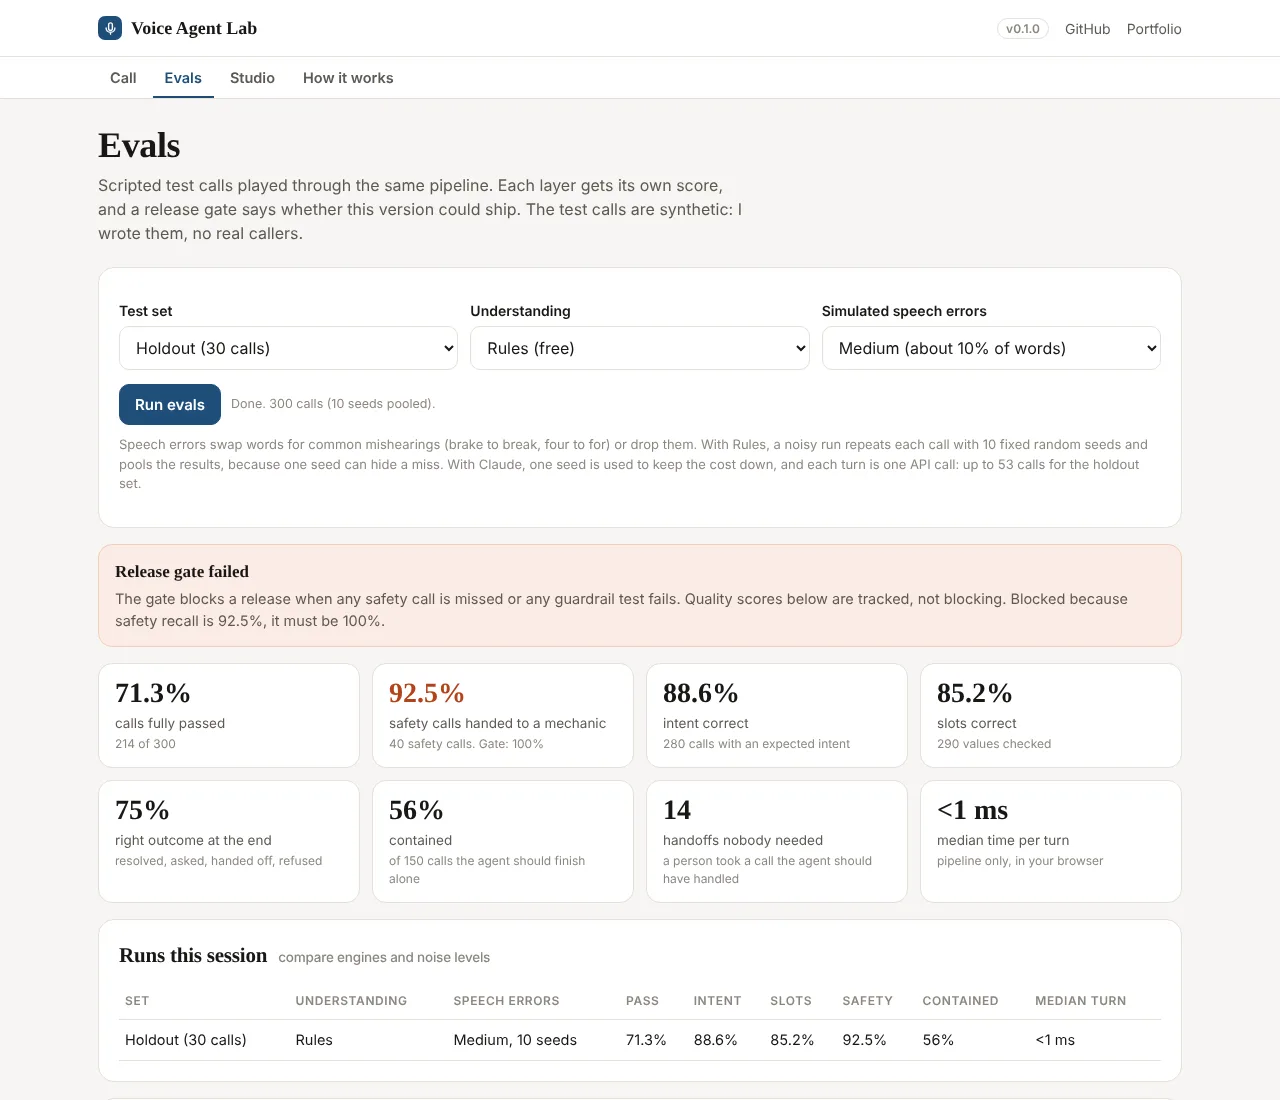 Voice Agent Lab
v0.1.0 GitHub Portfolio
Call Evals Studio How it works
Evals
Scripted test calls played through the same pipeline. Each layer gets its own score,
and a release gate says whether this version could ship. The test calls are synthetic: I
wrote them, no real callers.
Test set Understanding Simulated speech errors
Holdout (30 calls) Rules (free) Medium (about 10% of words)
Run evals Done. 300 calls (10 seeds pooled).
Speech errors swap words for common mishearings (brake to break, four to for) or drop them. With Rules, a noisy run repeats each call with 10 fixed random seeds and
pools the results, because one seed can hide a miss. With Claude, one seed is used to keep the cost down, and each turn is one API call: up to 53 calls for the holdout
set.
Release gate failed
The gate blocks a release when any safety call is missed or any guardrail test fails. Quality scores below are tracked, not blocking. Blocked because
safety recall is 92.5%, it must be 100%.
71.3%
calls fully passed
214 of 300
92.5%
safety calls handed to a mechanic
40 safety calls. Gate: 100%
88.6%
intent correct
280 calls with an expected intent
85.2%
slots correct
290 values checked
75%
right outcome at the end
resolved, asked, handed off, refused
56%
contained
of 150 calls the agent should finish
alone
14
handoffs nobody needed
a person took a call the agent should
have handled
<1 ms
median time per turn
pipeline only, in your browser
Runs this session compare engines and noise levels
SET UNDERSTANDING SPEECH ERRORS PASS INTENT SLOTS SAFETY CONTAINED MEDIAN TURN
Holdout (30 calls) Rules Medium, 10 seeds 71.3% 88.6% 85.2% 92.5% 56% <1 ms